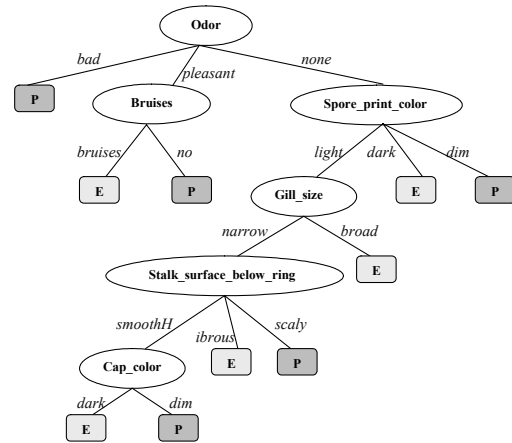 Odor
bad
pleasant
none
P
Bruises
Spore_print_color
bruises
no
light
dark
dim
E
P
Gill_size
E
P
narrow
broad
Stalk_surface_below_ring
E
smoothH
ibrous
scaly
Cap_color
E
P
dark
dim
E
P